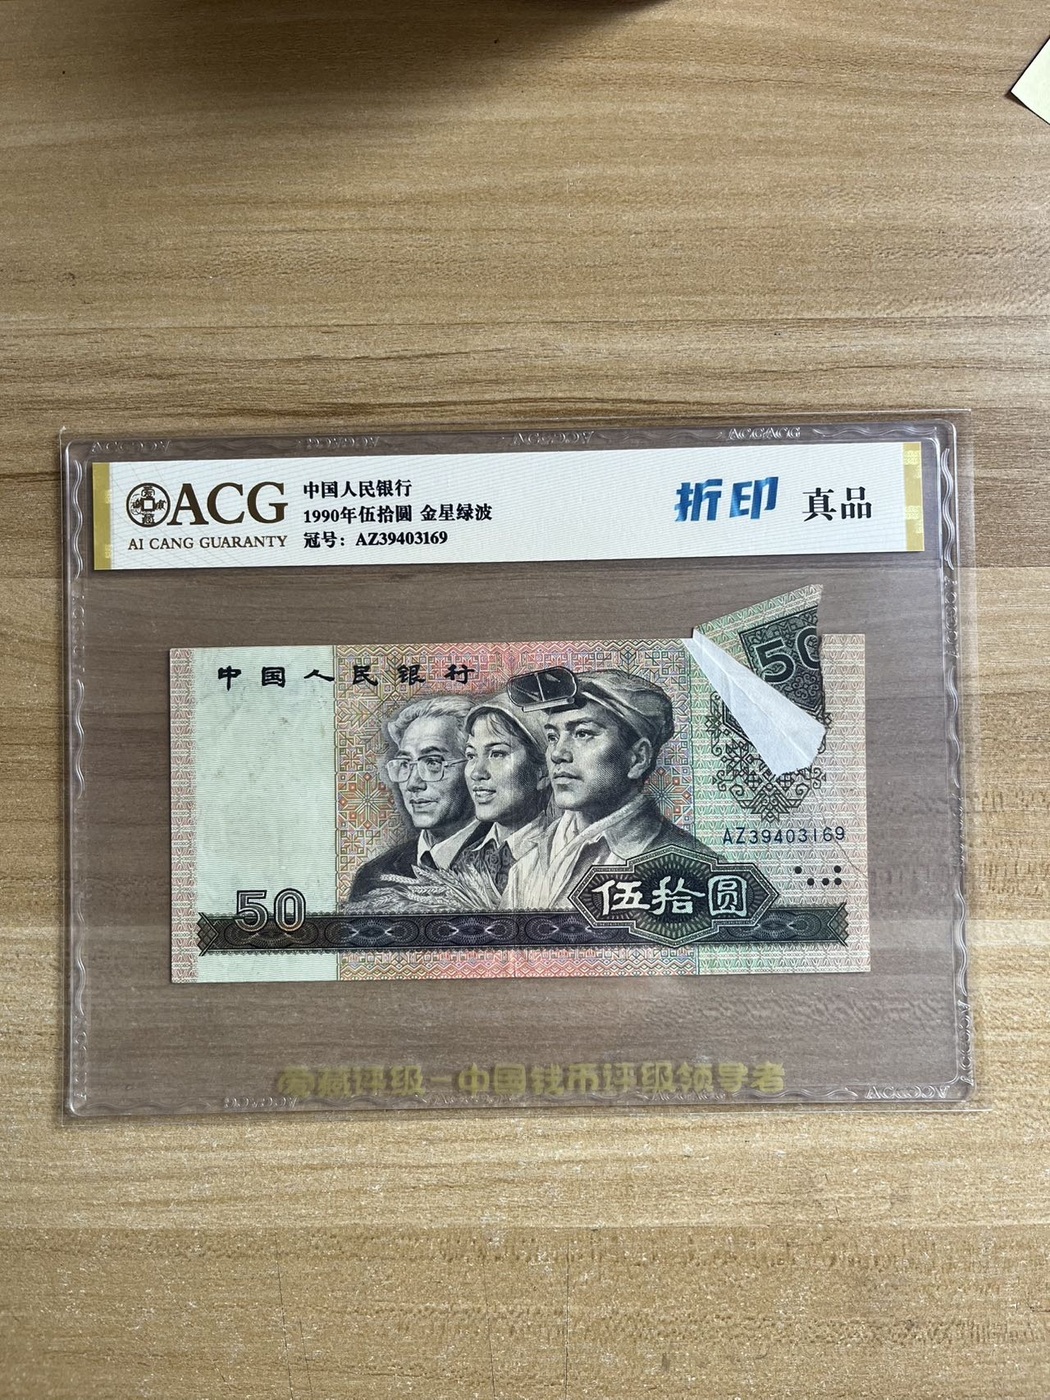 ACG
AI CANG GUARANTY
中国人民银行
1990年伍拾圆 金星绿波
冠号：AZ39403169
折印 真品
中国人民银行
50
AZ39403169
50
伍拾圆
爱藏评级-中国钱币评级领导者